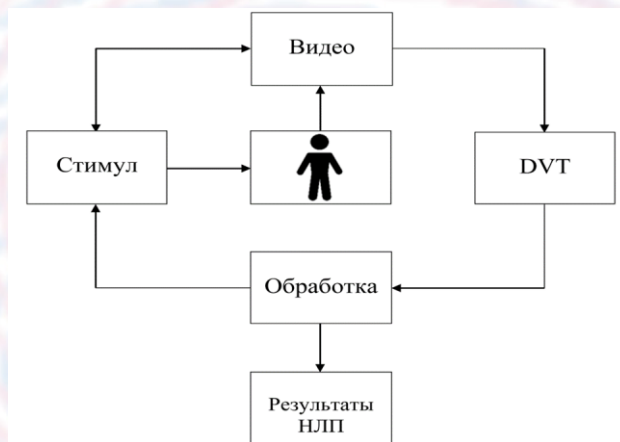 Видео
Стимул
DVT
Обработка
Результаты
НЛП